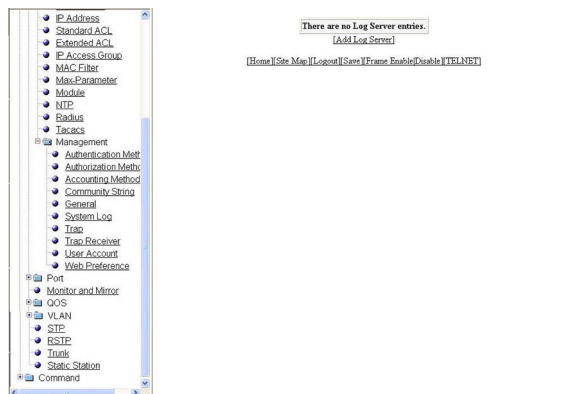 IP Address
Standard ACL
Extended ACL
IP Access Group
MAC Filter
Max-Parameter
Module
NTP
Radius
Tacacs
Management
Authentication Meth
Authorization Metho
Accounting Method
Community String
General
System Log
Trap
Trap Receiver
User Account
Web Preference
Port
Monitor and Mirror
QOS
VLAN
STP
RSTP
Trunk
Static Station
Command
There are no Log Server entries.
[Add Log Server]
[Home][Site Map][Logout][Save][Frame Enable|Disable][TELNET]